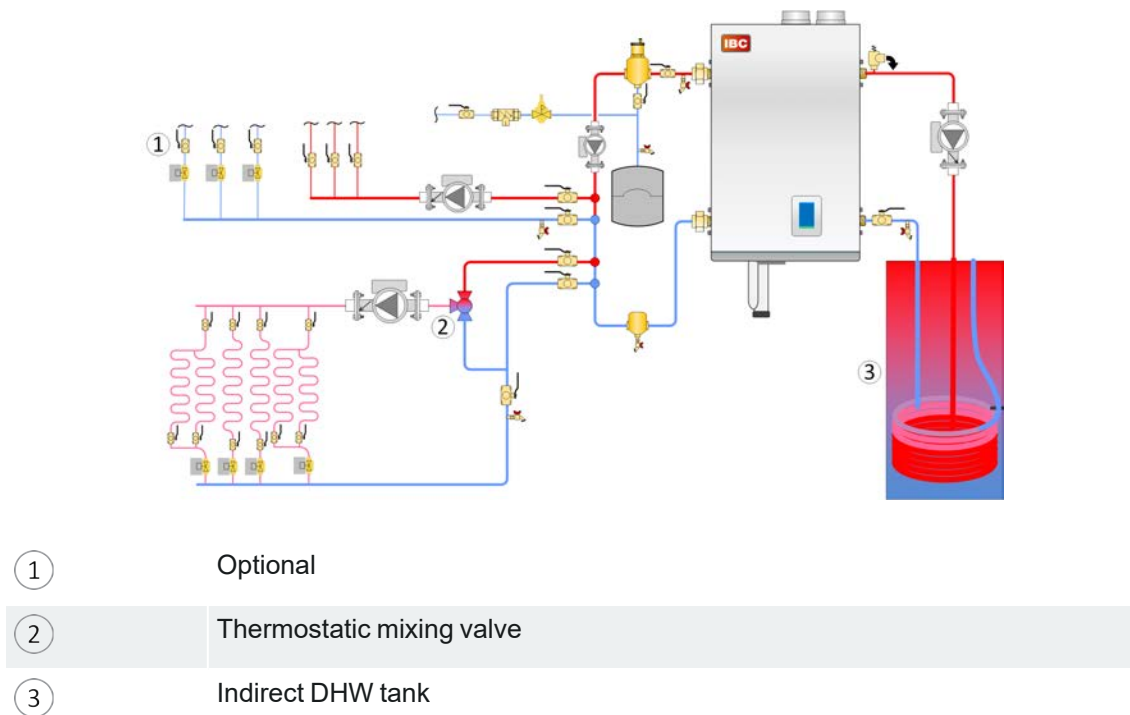 IBC
1
2
3
1 Optional
2 Thermostatic mixing valve
3 Indirect DHW tank